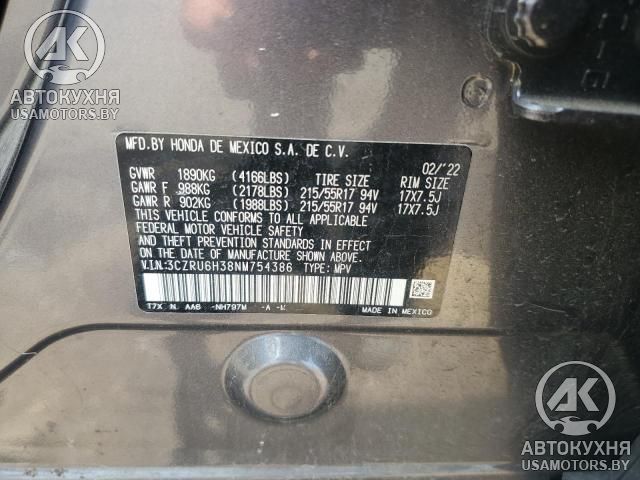 АК
АВТОКУХНЯ
USAMOTORS.BY
MFD.BY HONDA DE MEXICO S.A. DE C.V.
02/'22
GVWR 1890KG (4166LBS) TIRE SIZE RIM SIZE
GAWR F 988KG (2178LBS) 215/55R17 94V 17X7.5J
GAWR R 902KG (1988LBS) 215/55R17 94V 17X7.5J
THIS VEHICLE CONFORMS TO ALL APPLICABLE
FEDERAL MOTOR VEHICLE SAFETY
AND THEFT PREVENTION STANDARDS IN EFFECT
ON THE DATE OF MANUFACTURE SHOWN ABOVE.
V.I.N:3CZRU6H38NM754386 TYPE: MPV
T7X N AAB -NH797M -A
MADE IN MEXICO
АК
АВТОКУХНЯ
USAMOTORS.BY